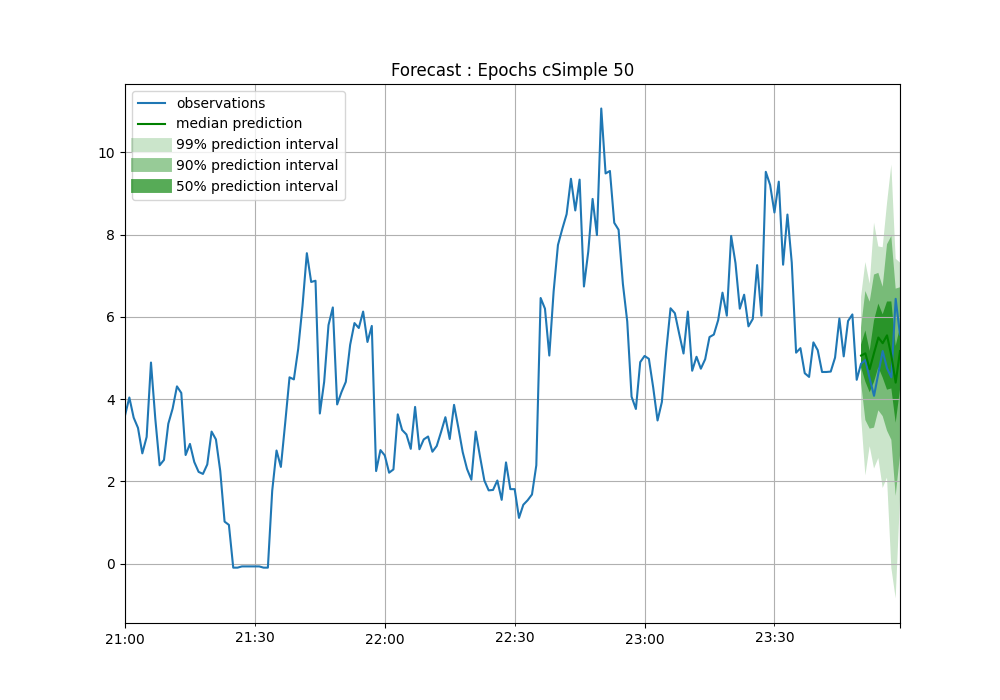 Forecast : Epochs cSimple 50
observations
median prediction
99% prediction interval
90% prediction interval
50% prediction interval
10
8
6
4
2
0
21:00
21:30
22:00
22:30
23:00
23:30